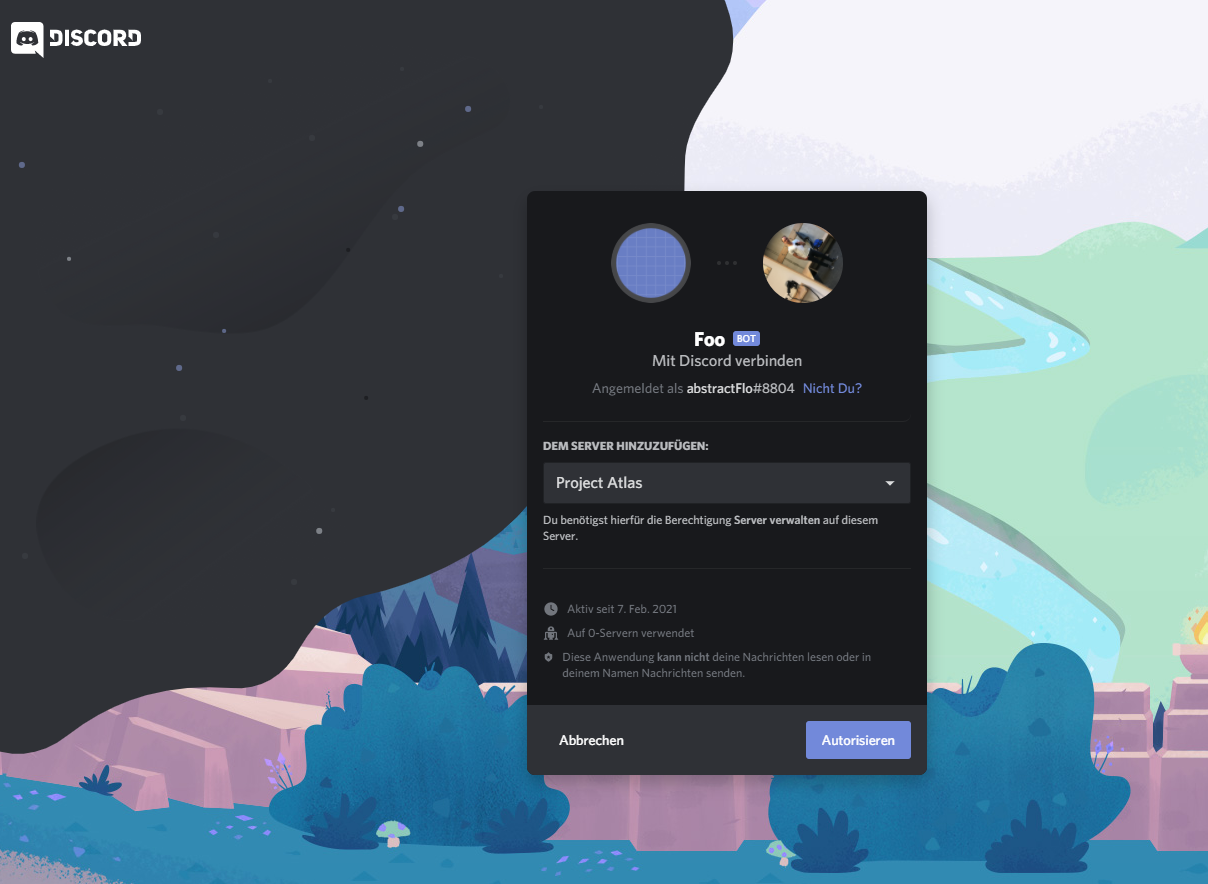 DISCORD
Foo BOT
Mit Discord verbinden
Angemeldet als abstractFlo#8804 Nicht Du?
DEM SERVER HINZUZUFÜGEN:
Project Atlas
Du benötigst hierfür die Berechtigung Server verwalten auf diesem
Server.
Aktiv seit 7. Feb. 2021
Auf 0-Servern verwendet
Diese Anwendung kann nicht deine Nachrichten lesen oder in
deinem Namen Nachrichten senden.
Abbrechen Autorisieren